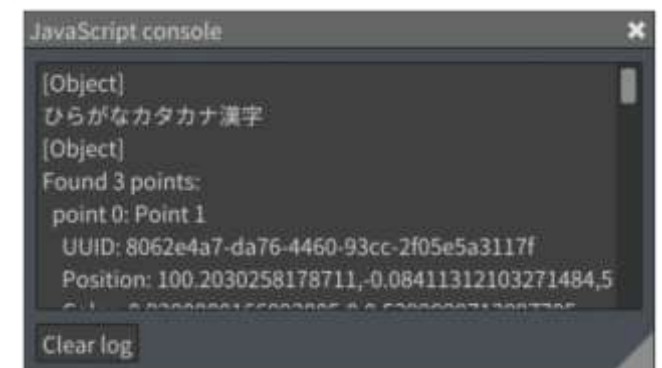 JavaScript console
[Object]
ひらがなカタカナ漢字
[Object]
Found 3 points:
point 0: Point 1
UUID: 8062e4a7-da76-4460-93cc-2f05e5a3117f
Position: 100.2030258178711,-0.08411312103271484,5
Clear log